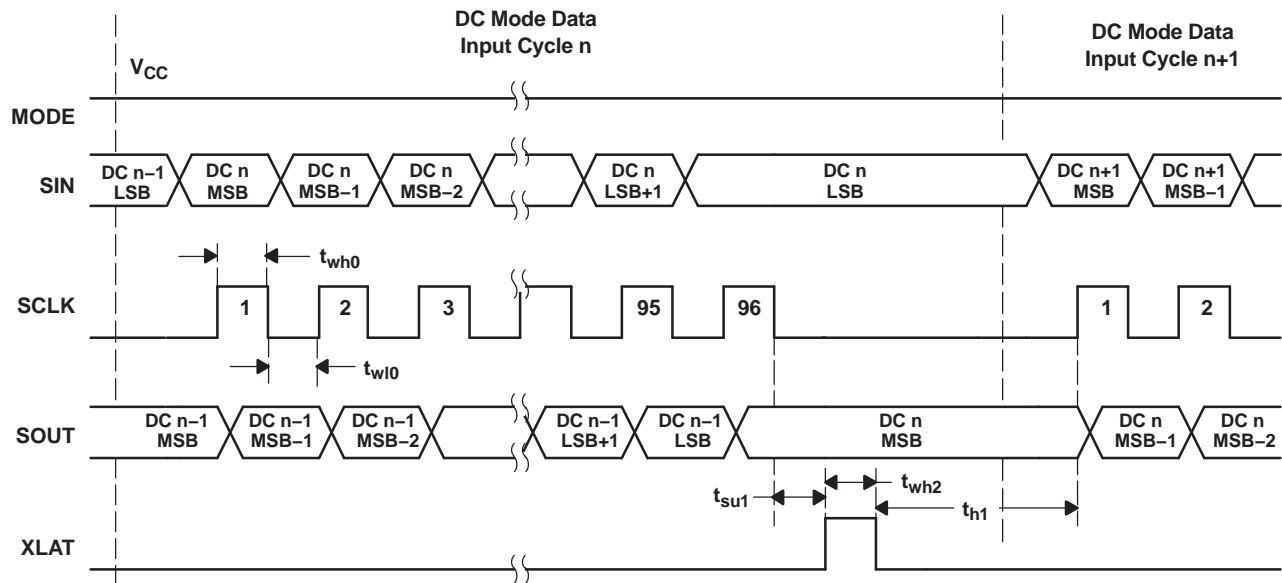 DC Mode Data
Input Cycle n
DC Mode Data
Input Cycle n+1
VCC
MODE
SIN
DC n−1
LSB
DC n
MSB
DC n
MSB−1
DC n
MSB−2
DC n
LSB+1
DC n
LSB
DC n+1
MSB
DC n+1
MSB−1
twh0
SCLK
1
2
3
95
96
1
2
twl0
SOUT
DC n−1
MSB
DC n−1
MSB−1
DC n−1
MSB−2
DC n−1
LSB+1
DC n−1
LSB
DC n
MSB
DC n
MSB−1
DC n
MSB−2
tsu1
twh2
th1
XLAT